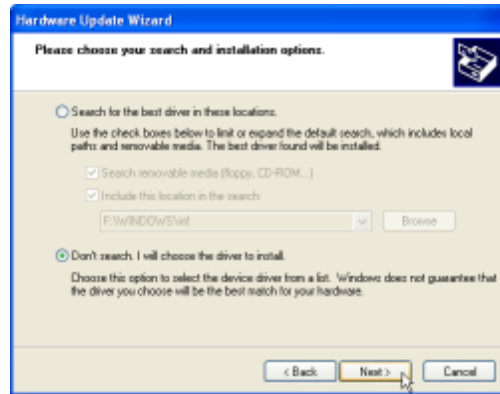 Hardware Update Wizard
Please choose your search and installation options.
Search for the best driver in these locations.
Use the check boxes below to limit or expand the default search, which includes local
paths and removable media. The best driver found will be installed.
Search removable media (floppy, CD-ROM...)
Include this location in the search:
F:\WINDOWS\inf
Browse
Don't search. I will choose the driver to install.
Choose this option to select the device driver from a list. Windows does not guarantee that
the driver you choose will be the best match for your hardware.
< Back Next > Cancel